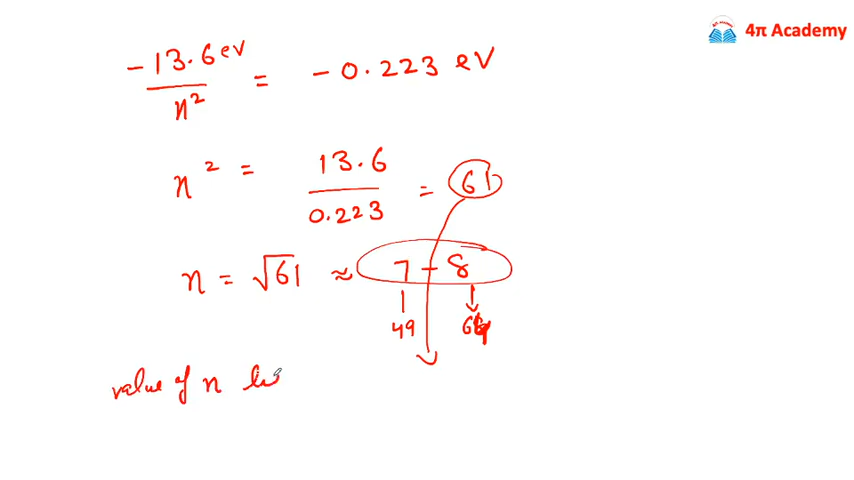 4π Academy
-13.6 eV / n² = -0.223 eV
n² = 13.6 / 0.223 = 61
n = √61 ≈ 7 - 8
49 64
value of n